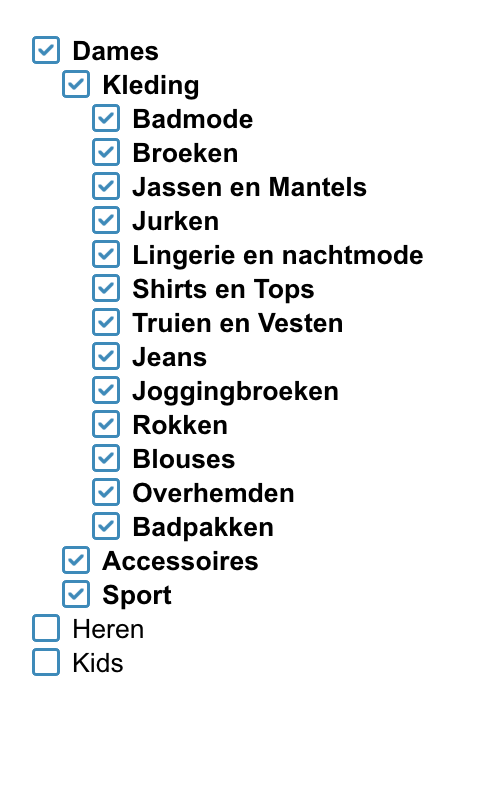 Dames
Kleding
Badmode
Broeken
Jassen en Mantels
Jurken
Lingerie en nachtmode
Shirts en Tops
Truien en Vesten
Jeans
Joggingbroeken
Rokken
Blouses
Overhemden
Badpakken
Accessoires
Sport
Heren
Kids